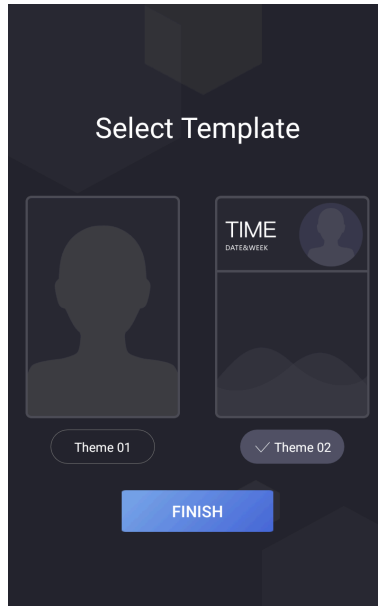 Select Template
TIME
DATE&WEEK
Theme 01
Theme 02
FINISH